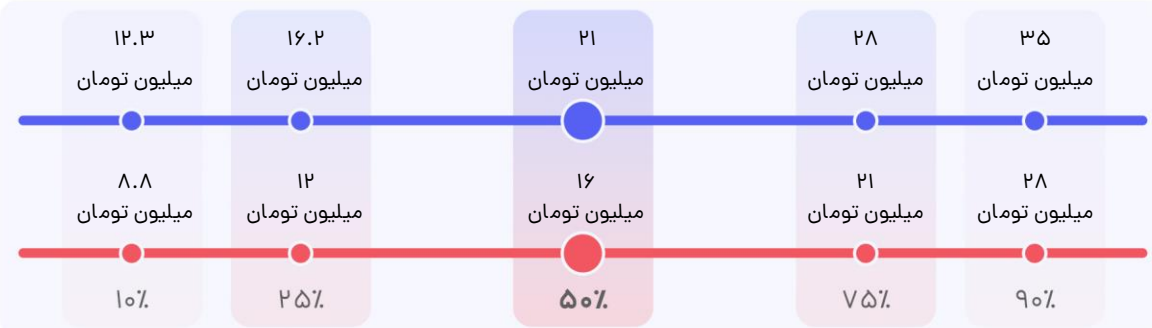 ۱۲.۳ ۱۶.۲ ۲۱ ۲۸ ۳۵
میلیون تومان میلیون تومان میلیون تومان میلیون تومان میلیون تومان
۸.۸ ۱۲ ۱۶ ۲۱ ۲۸
میلیون تومان میلیون تومان میلیون تومان میلیون تومان میلیون تومان
۱۰٪ ۲۵٪ ۵۰٪ ۷۵٪ ۹۰٪